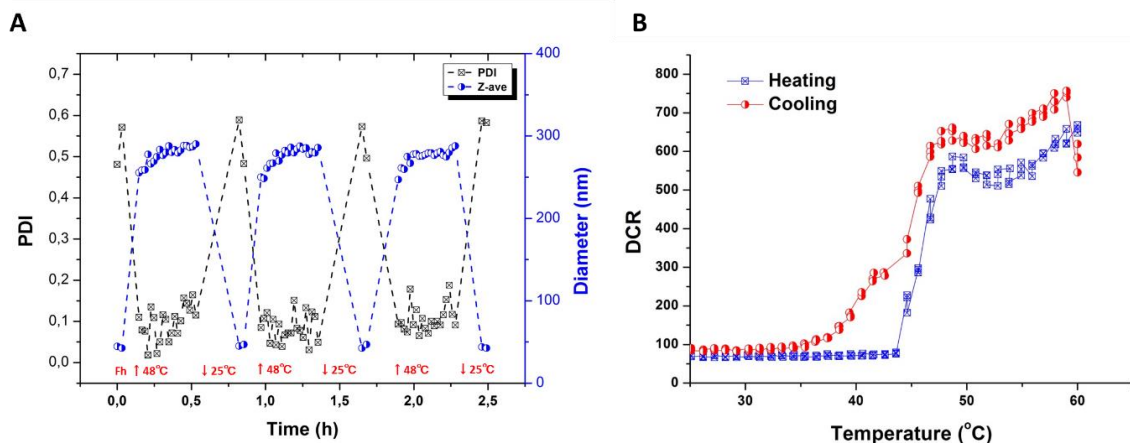 A
PDI
0,7
0,6
0,5
0,4
0,3
0,2
0,1
0,0
PDI
Z-ave
400
300
200
100
0
Diameter (nm)
Fh ↑ 48°C ↓ 25°C ↑ 48°C ↓ 25°C ↑ 48°C ↓ 25°C
0,0 0,5 1,0 1,5 2,0 2,5
Time (h)
B
DCR
800
700
600
500
400
300
200
100
0
Heating
Cooling
30 40 50 60
Temperature (°C)